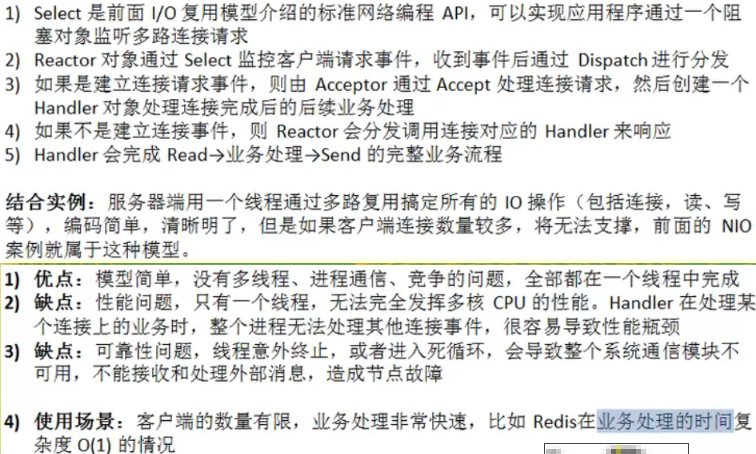 1) Select 是前面 I/O 复用模型介绍的标准网络编程 API，可以实现应用程序通过一个阻
塞对象监听多路连接请求
2) Reactor 对象通过 Select 监控客户端请求事件，收到事件后通过 Dispatch 进行分发
3) 如果是建立连接请求事件，则由 Acceptor 通过 Accept 处理连接请求，然后创建一个
Handler 对象处理连接完成后的后续业务处理
4) 如果不是建立连接事件，则 Reactor 会分发调用连接对应的 Handler 来响应
5) Handler 会完成 Read→业务处理→Send 的完整业务流程
结合实例：服务器端用一个线程通过多路复用搞定所有的 IO 操作（包括连接，读、写
等），编码简单，清晰明了，但是如果客户端连接数量较多，将无法支撑，前面的 NIO
案例就属于这种模型。
1) 优点：模型简单，没有多线程、进程通信、竞争的问题，全部都在一个线程中完成
2) 缺点：性能问题，只有一个线程，无法完全发挥多核 CPU 的性能。Handler 在处理某
个连接上的业务时，整个进程无法处理其他连接事件，很容易导致性能瓶颈
3) 缺点：可靠性问题，线程意外终止，或者进入死循环，会导致整个系统通信模块不
可用，不能接收和处理外部消息，造成节点故障
4) 使用场景：客户端的数量有限，业务处理非常快速，比如 Redis在业务处理的时间复
杂度 O(1) 的情况